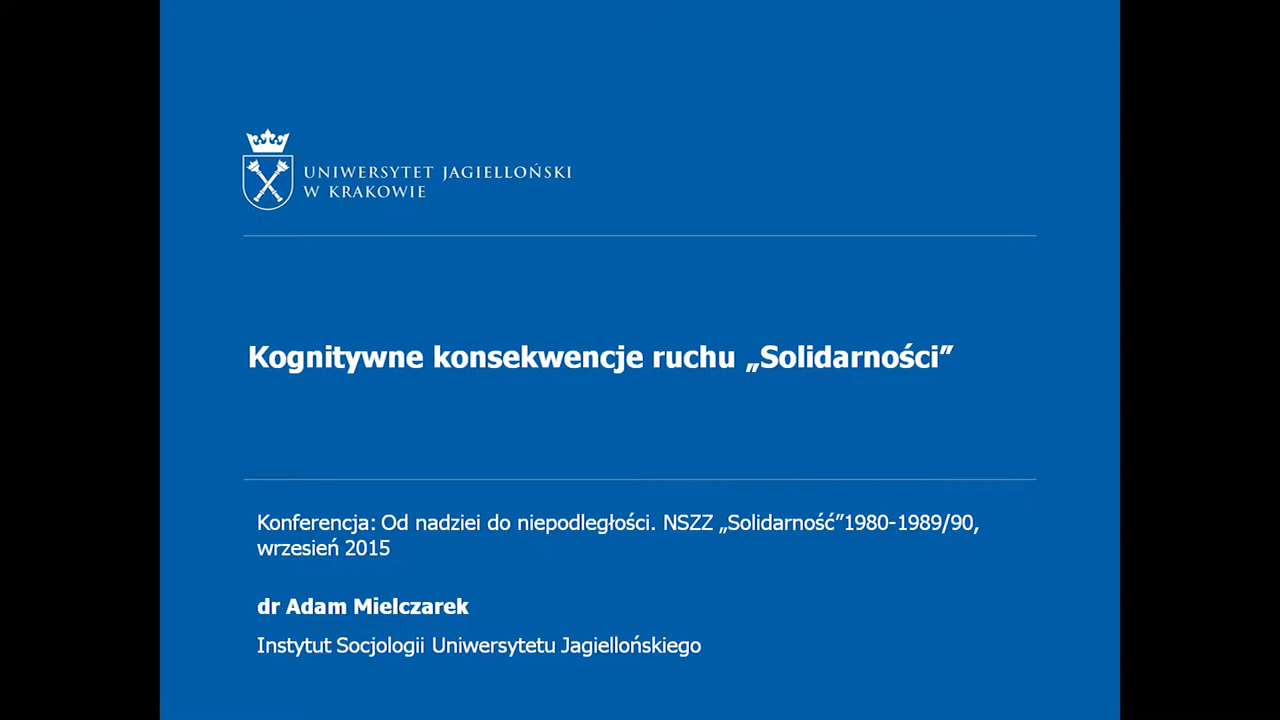 UNIWERSYTET JAGIELLOŃSKI
W KRAKOWIE
Kognitywne konsekwencje ruchu „Solidarności”
Konferencja: Od nadziei do niepodległości. NSZZ „Solidarność”1980-1989/90,
wrzesień 2015
dr Adam Mielczarek
Instytut Socjologii Uniwersytetu Jagiellońskiego